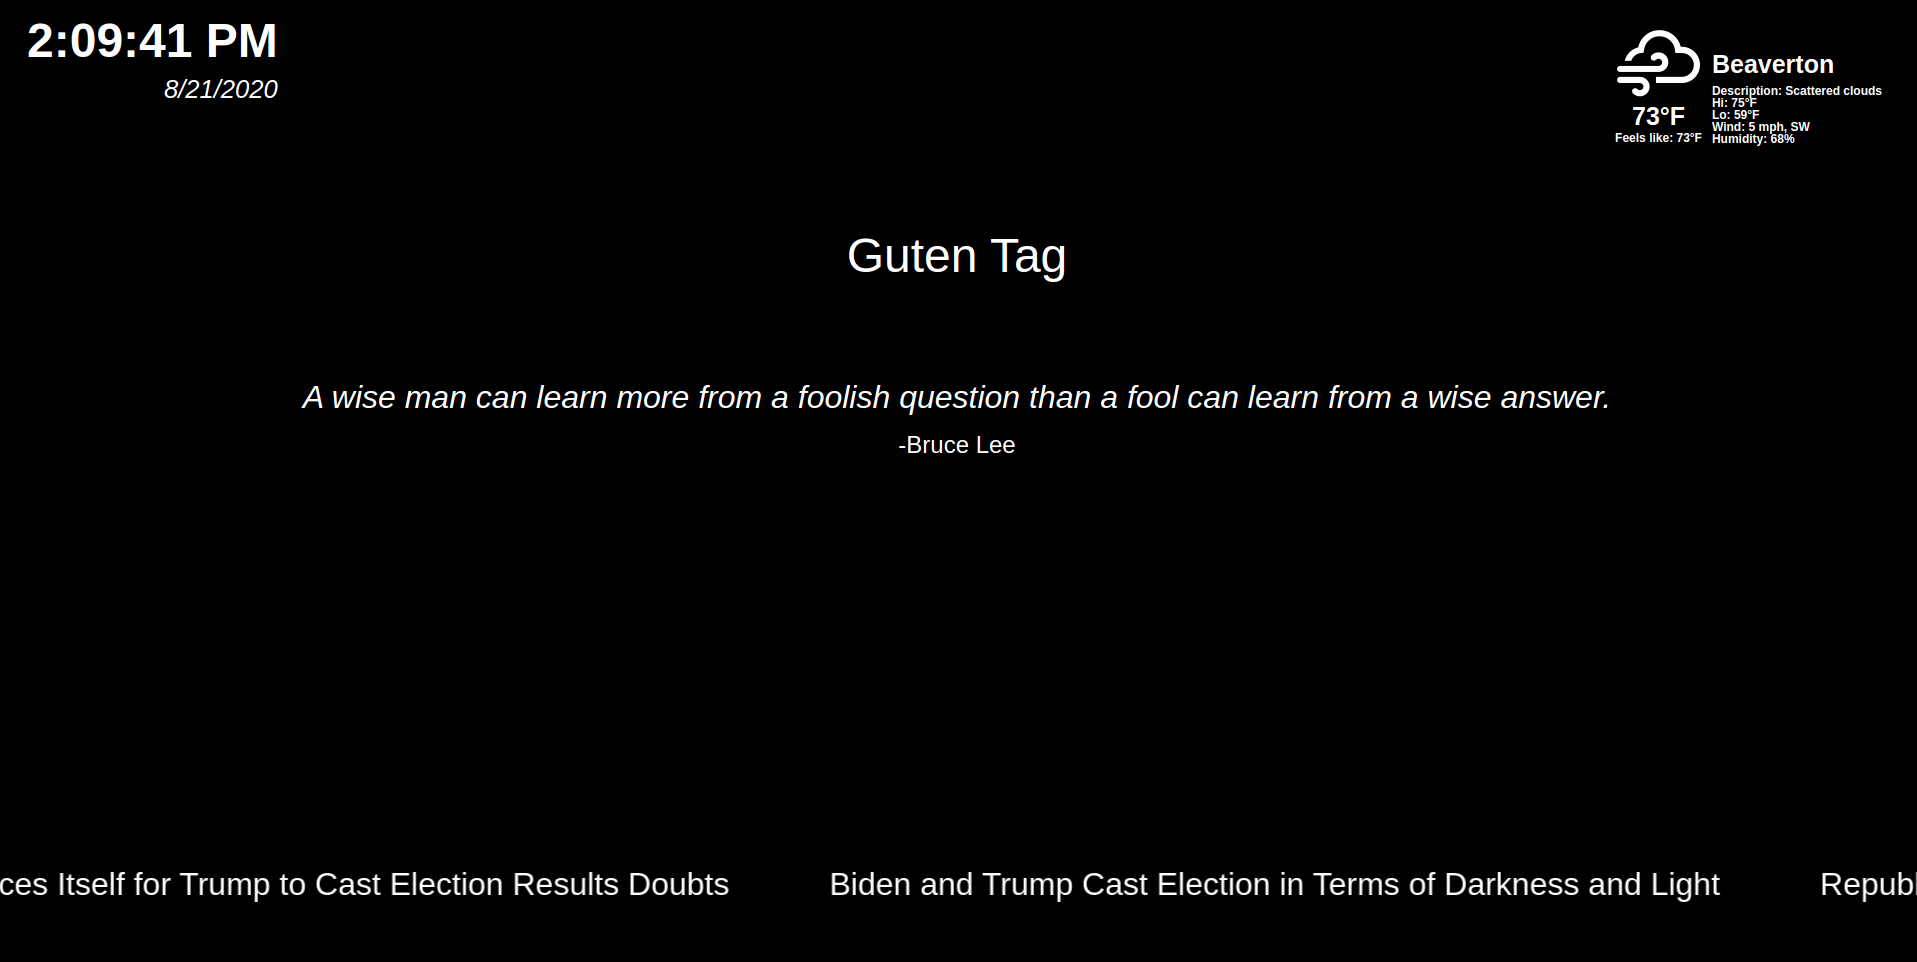 2:09:41 PM
8/21/2020
Beaverton
Description: Scattered clouds
Hi: 75°F
Lo: 59°F
Wind: 5 mph, SW
Humidity: 68%
73°F
Feels like: 73°F
Guten Tag
A wise man can learn more from a foolish question than a fool can learn from a wise answer.
-Bruce Lee
ces Itself for Trump to Cast Election Results Doubts
Biden and Trump Cast Election in Terms of Darkness and Light
Republ